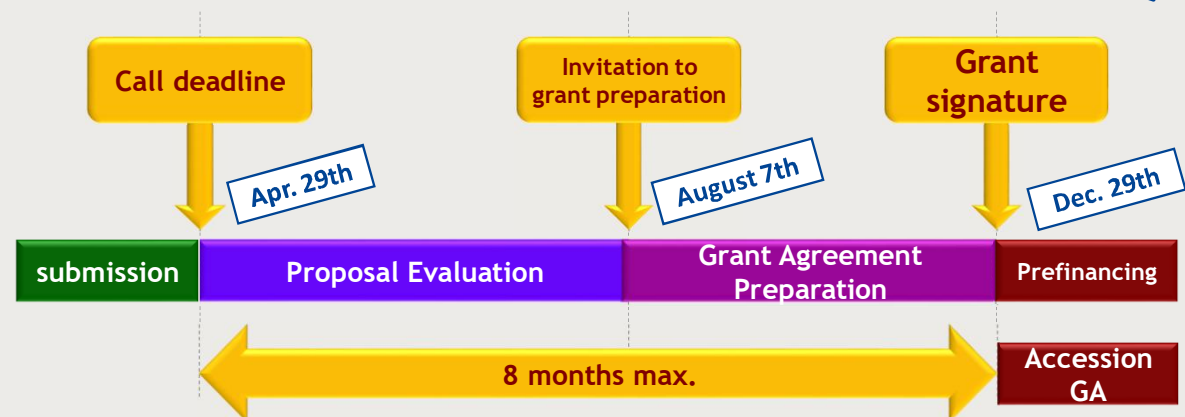 Call deadline
Invitation to
grant preparation
Grant
signature
Apr. 29th
August 7th
Dec. 29th
submission
Proposal Evaluation
Grant Agreement
Preparation
Prefinancing
8 months max.
Accession
GA